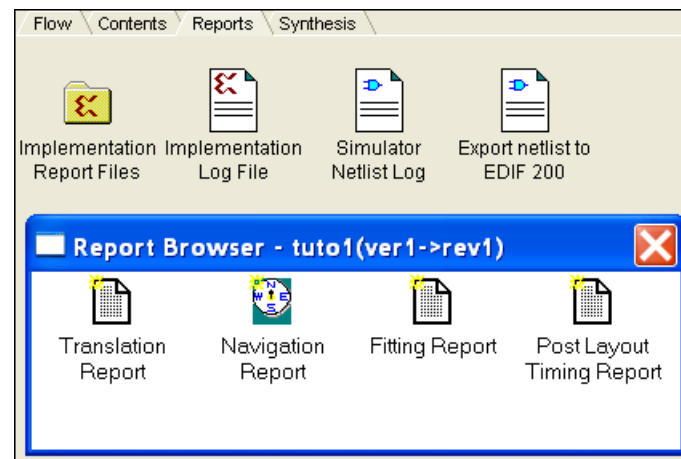 Flow Contents Reports Synthesis
Implementation Report Files
Implementation Log File
Simulator Netlist Log
Export netlist to EDIF 200
Report Browser - tuto1(ver1->rev1)
N
W E
S
Translation Report
Navigation Report
Fitting Report
Post Layout Timing Report